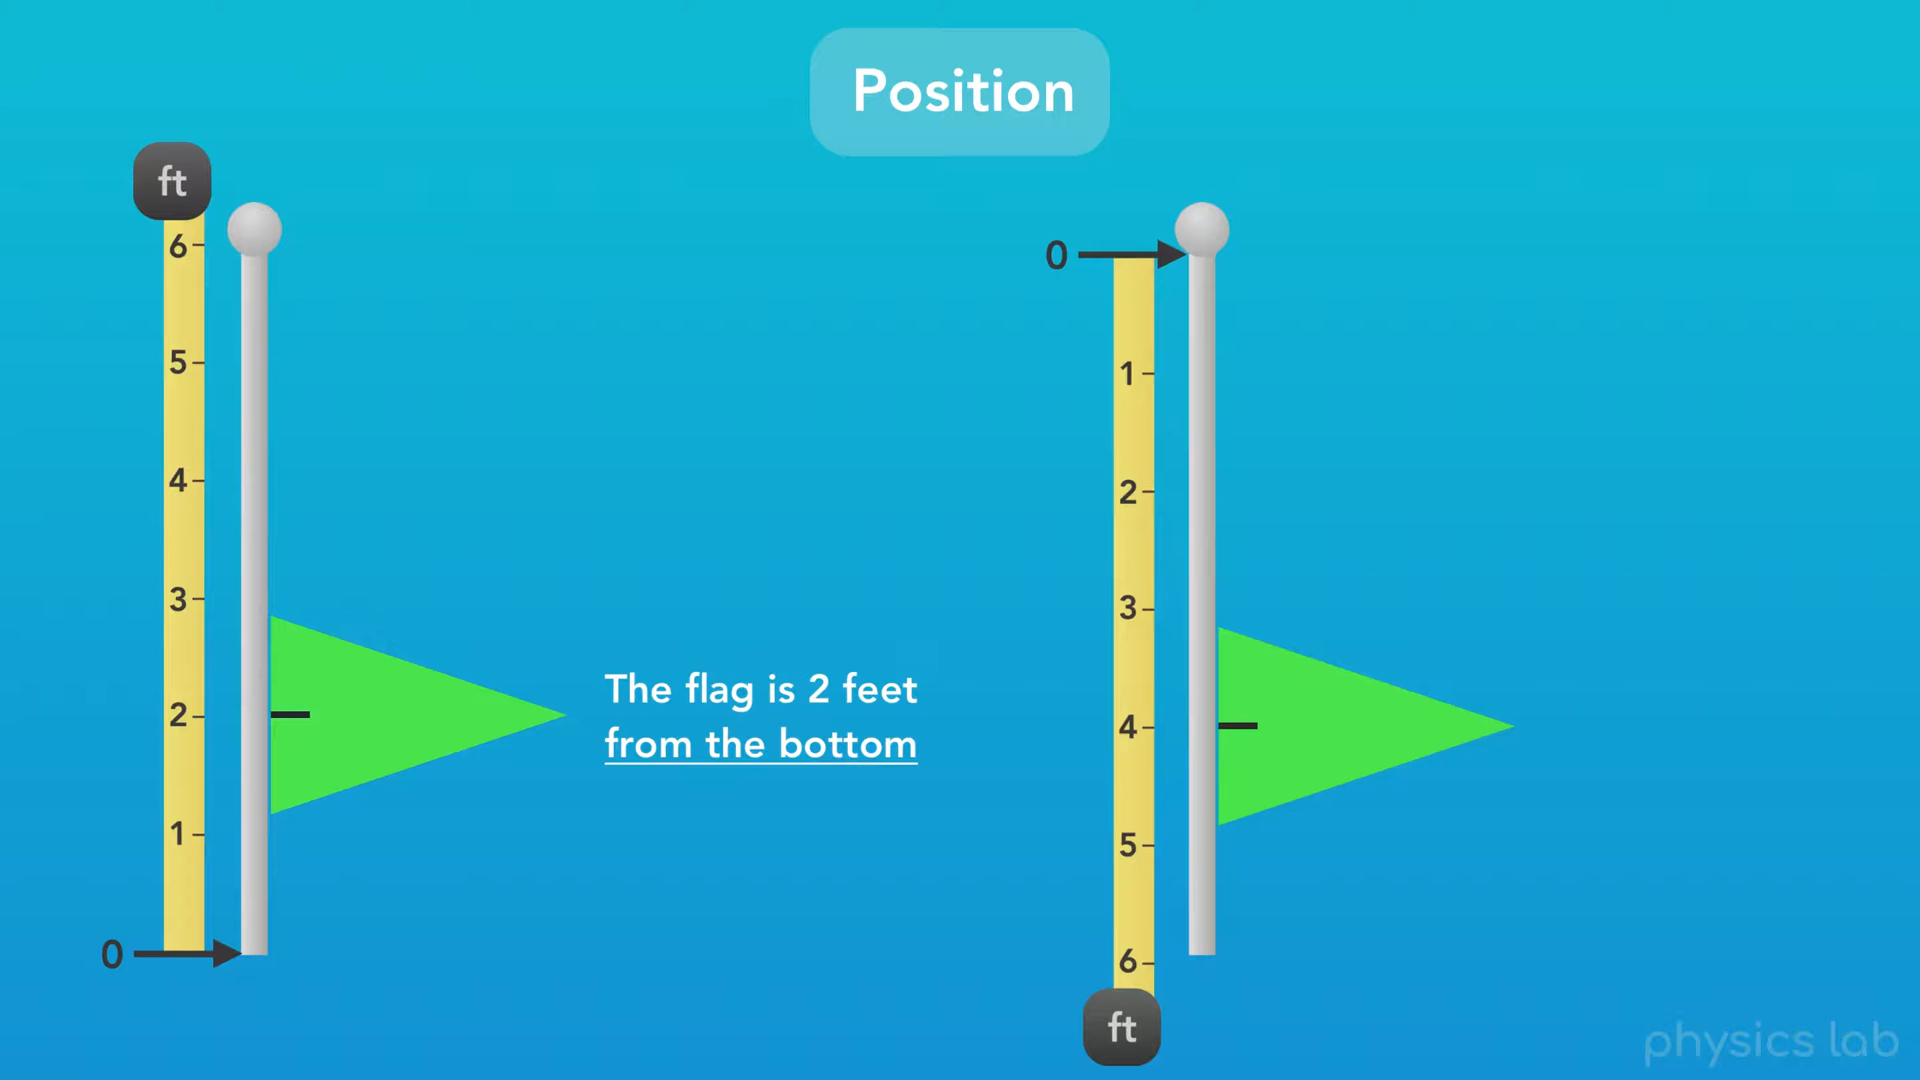 Position
ft
6
5
4
3
2
1
0
The flag is 2 feet
from the bottom
0
1
2
3
4
5
6
ft
physics lab